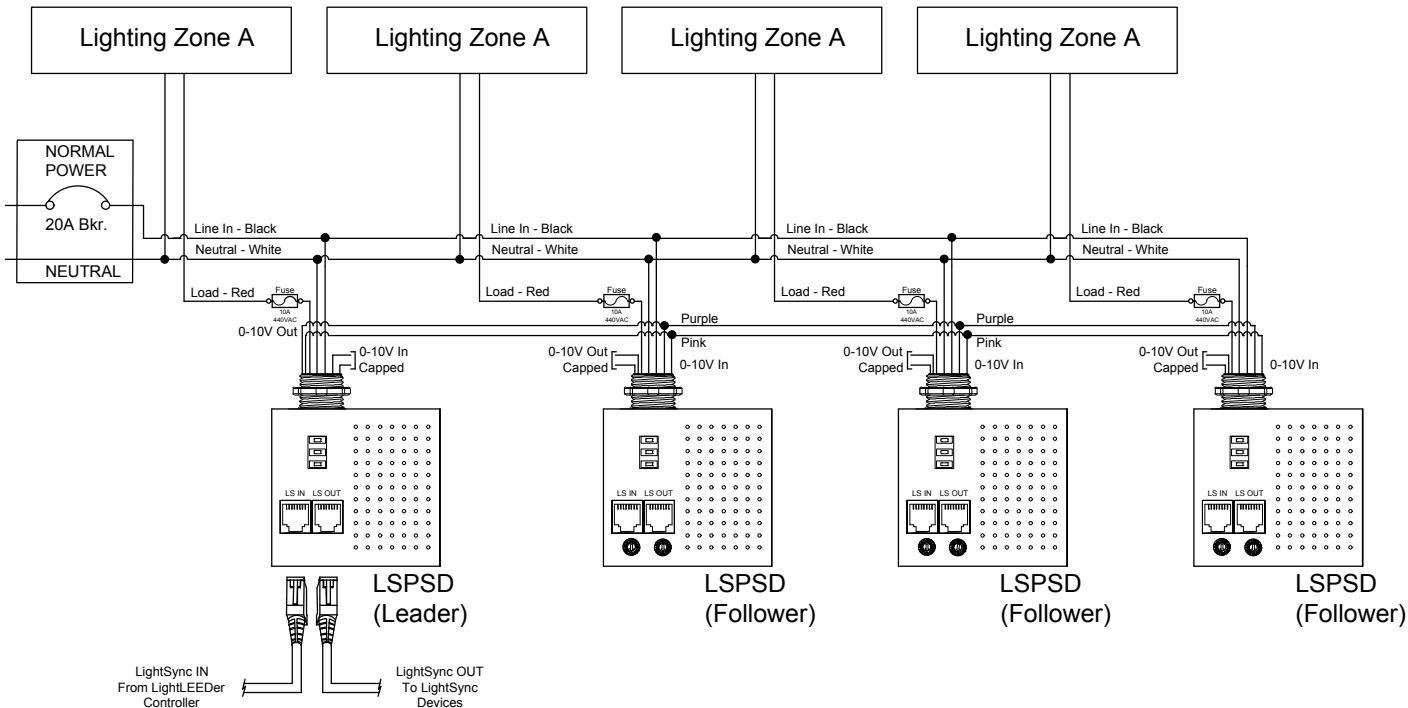 Lighting Zone A
Lighting Zone A
Lighting Zone A
Lighting Zone A
NORMAL
POWER
20A Bkr.
NEUTRAL
Line In - Black
Line In - Black
Line In - Black
Line In - Black
Neutral - White
Neutral - White
Neutral - White
Neutral - White
Load - Red
Fuse
10A
440VAC
Load - Red
Fuse
10A
440VAC
Load - Red
Fuse
10A
440VAC
Load - Red
Fuse
10A
440VAC
0-10V Out
Purple
Purple
Pink
Pink
0-10V In
Capped
0-10V Out
Capped
0-10V In
0-10V Out
Capped
0-10V In
0-10V Out
Capped
0-10V In
LS IN LS OUT
LS IN LS OUT
LS IN LS OUT
LS IN LS OUT
LSPSD
(Leader)
LSPSD
(Follower)
LSPSD
(Follower)
LSPSD
(Follower)
LightSync IN
From LightLEEDer
Controller
LightSync OUT
To LightSync
Devices